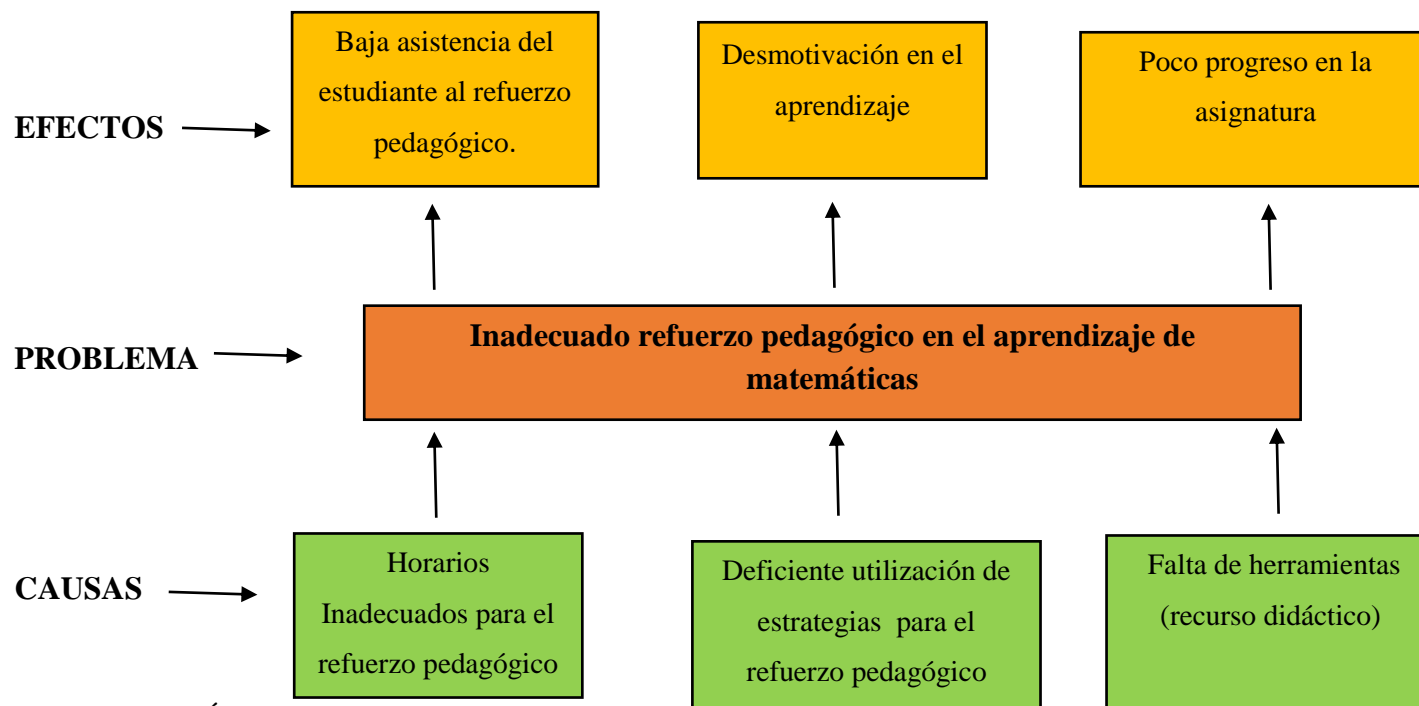 Baja asistencia del
estudiante al refuerzo
pedagógico.
Desmotivación en el
aprendizaje
Poco progreso en la
asignatura
EFECTOS
Inadecuado refuerzo pedagógico en el aprendizaje de
matemáticas
PROBLEMA
Horarios
Inadecuados para el
refuerzo pedagógico
Deficiente utilización de
estrategias para el
refuerzo pedagógico
Falta de herramientas
(recurso didáctico)
CAUSAS